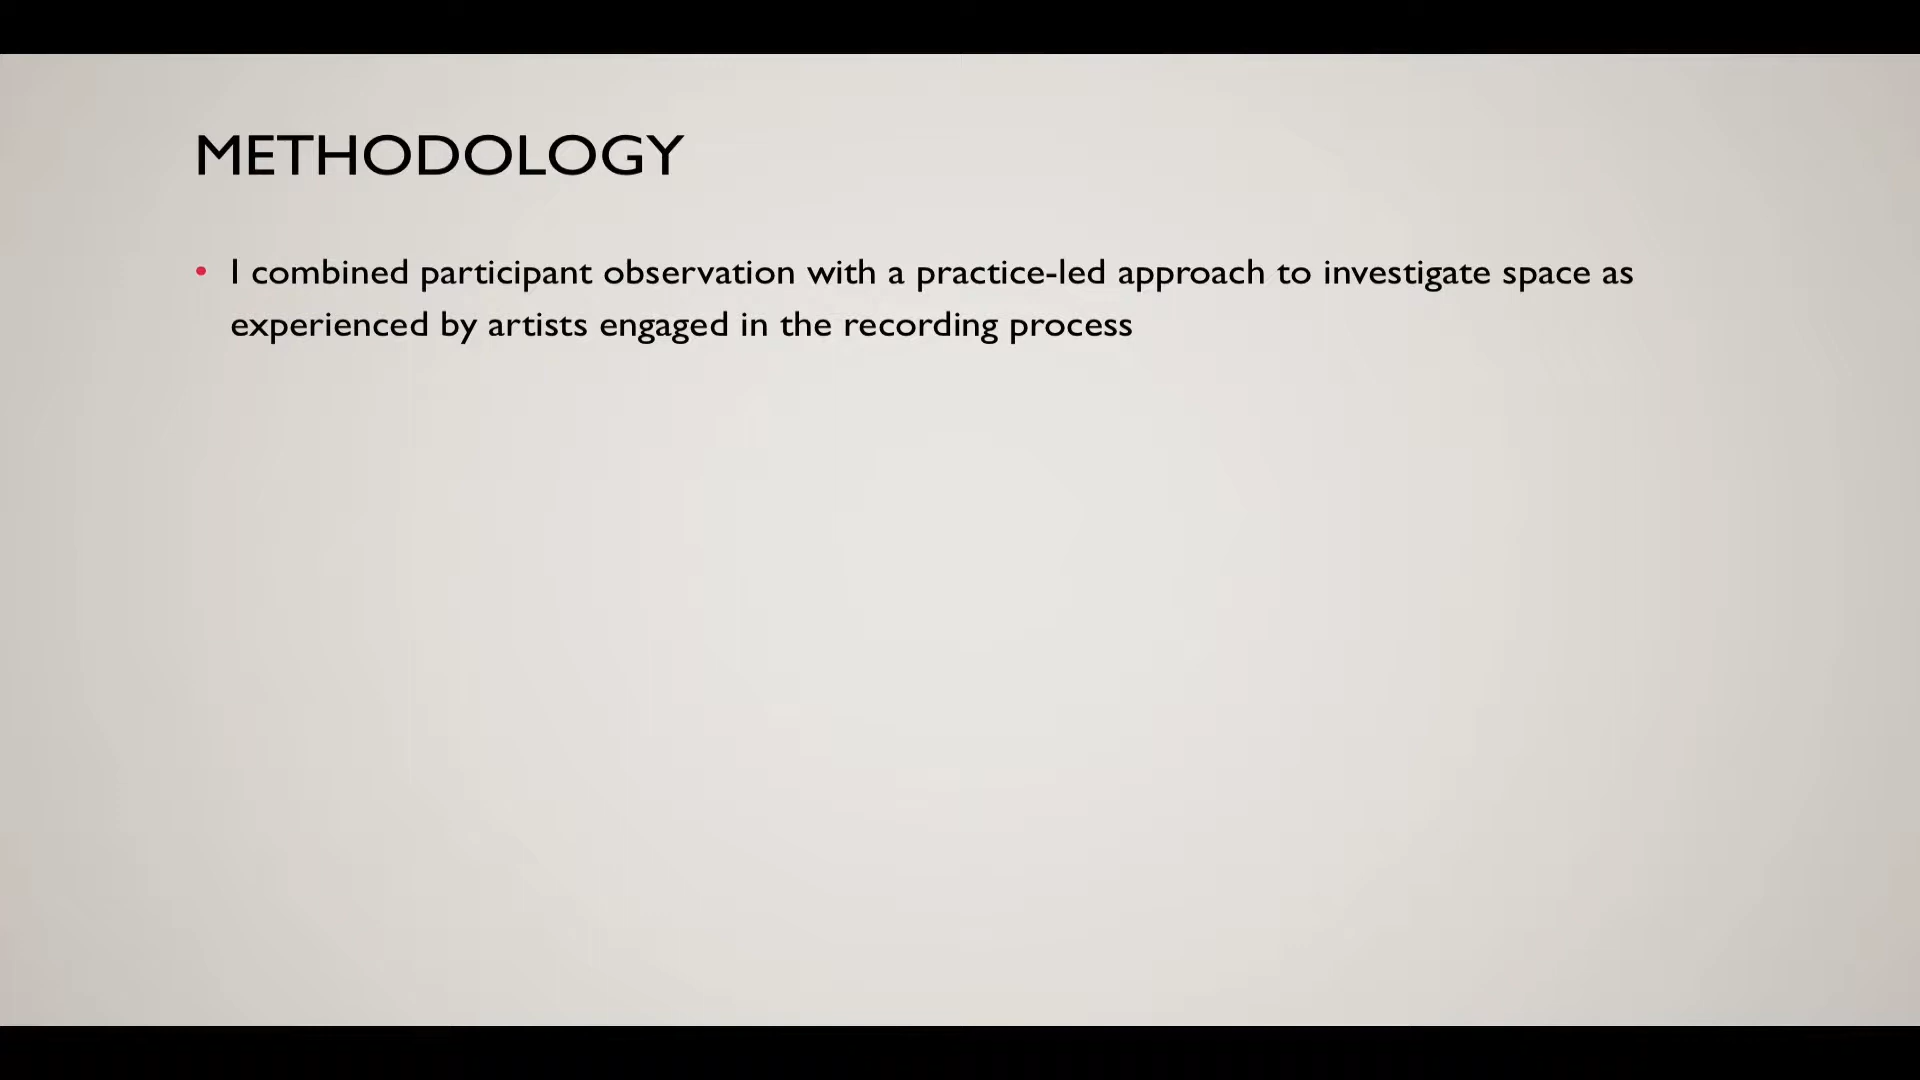 METHODOLOGY
• I combined participant observation with a practice-led approach to investigate space as
experienced by artists engaged in the recording process